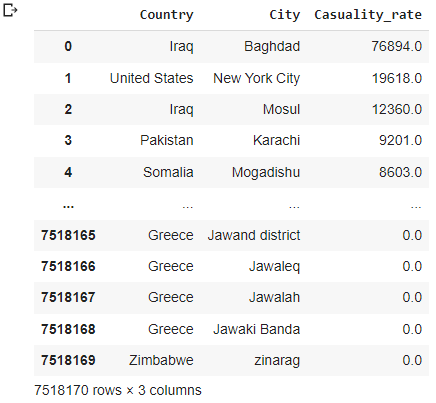 Country City Casuality_rate
0 Iraq Baghdad 76894.0
1 United States New York City 19618.0
2 Iraq Mosul 12360.0
3 Pakistan Karachi 9201.0
4 Somalia Mogadishu 8603.0
... ... ... ...
7518165 Greece Jawand district 0.0
7518166 Greece Jawaleq 0.0
7518167 Greece Jawalah 0.0
7518168 Greece Jawaki Banda 0.0
7518169 Zimbabwe zinarag 0.0
7518170 rows × 3 columns